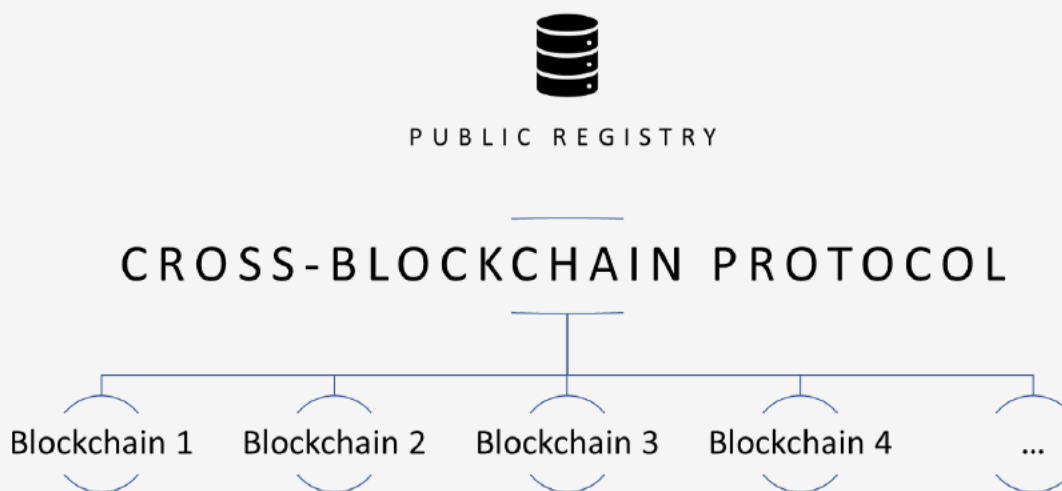 PUBLIC REGISTRY
CROSS-BLOCKCHAIN PROTOCOL
Blockchain 1 Blockchain 2 Blockchain 3 Blockchain 4 ...